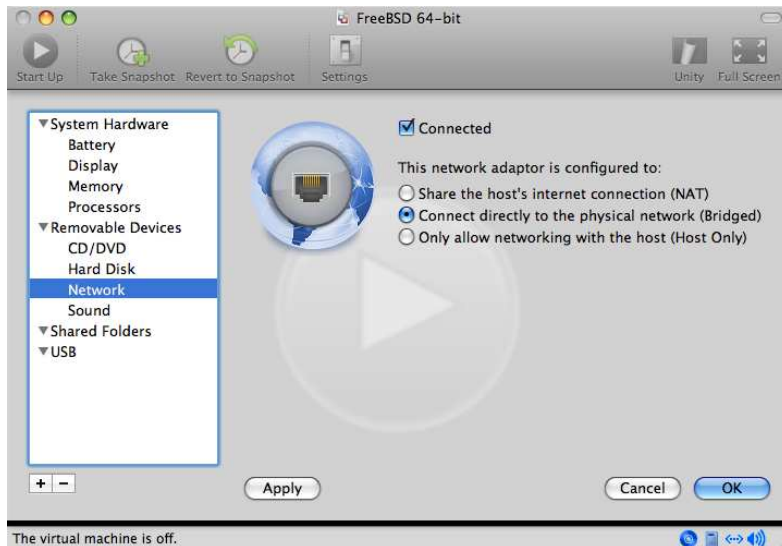 FreeBSD 64-bit
Start Up Take Snapshot Revert to Snapshot Settings Unity Full Screen
System Hardware
Battery
Display
Memory
Processors
Removable Devices
CD/DVD
Hard Disk
Network
Sound
Shared Folders
USB
Connected
This network adaptor is configured to:
Share the host's internet connection (NAT)
Connect directly to the physical network (Bridged)
Only allow networking with the host (Host Only)
+ -
Apply Cancel OK
The virtual machine is off.